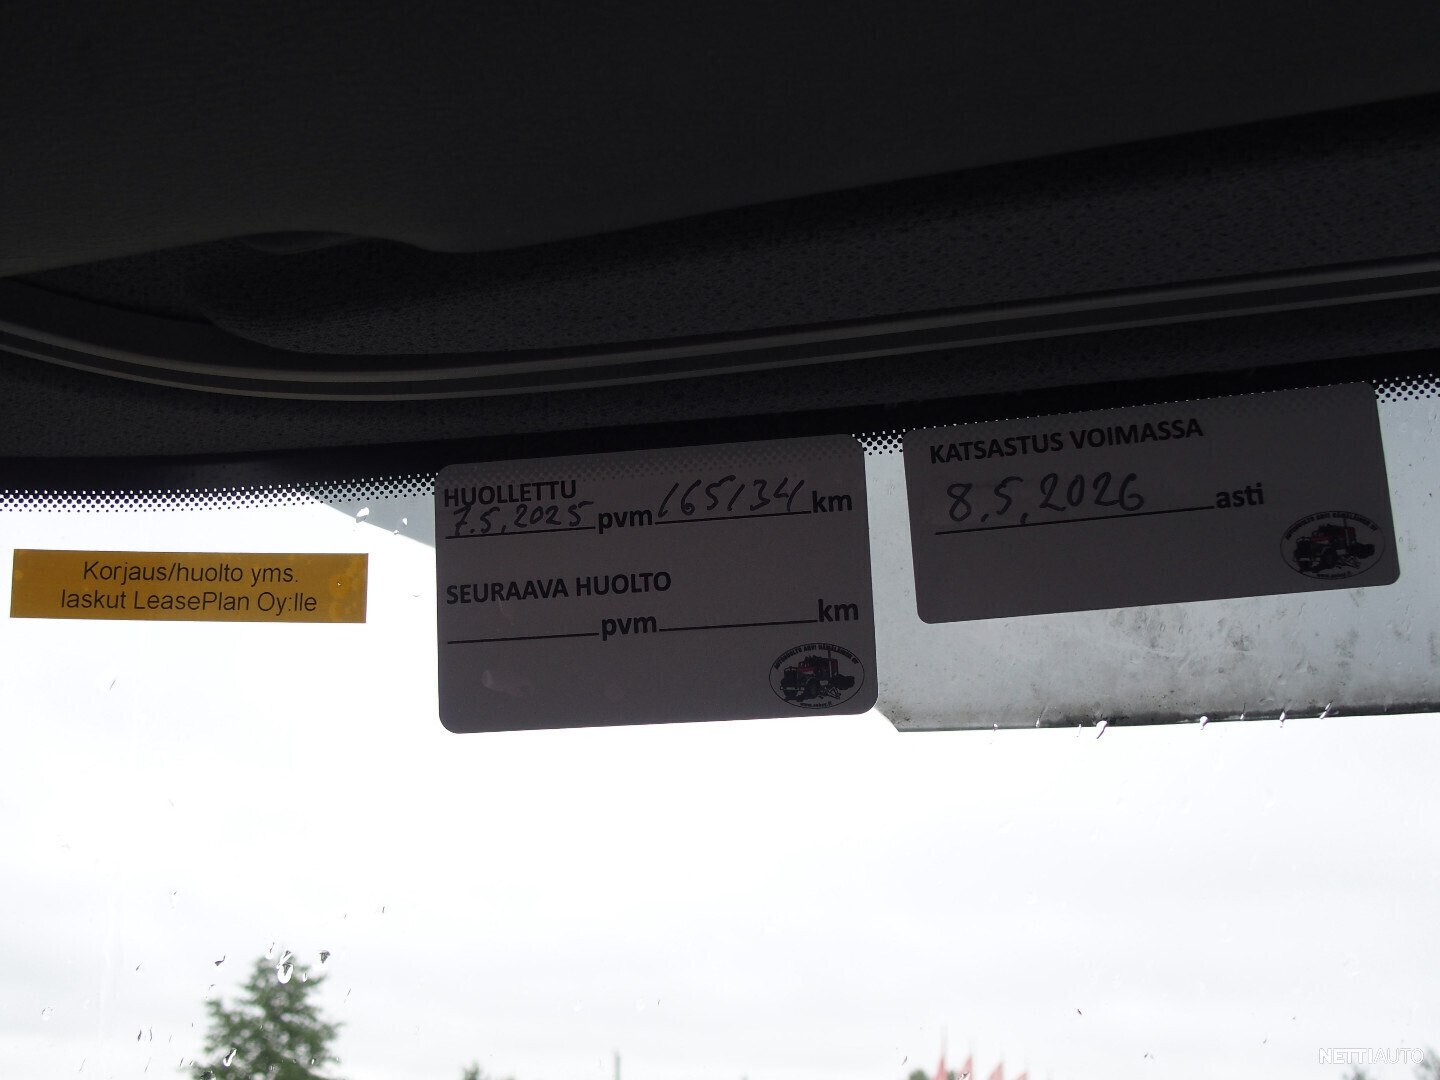 Korjaus/huolto yms.
laskut LeasePlan Oy:lle
HUOLLETTU
7.5.2025 pvm 165134 km
SEURAAVA HUOLTO
pvm km
KATSASTUS VOIMASSA
8.5.2026 asti
NETTIAUTO